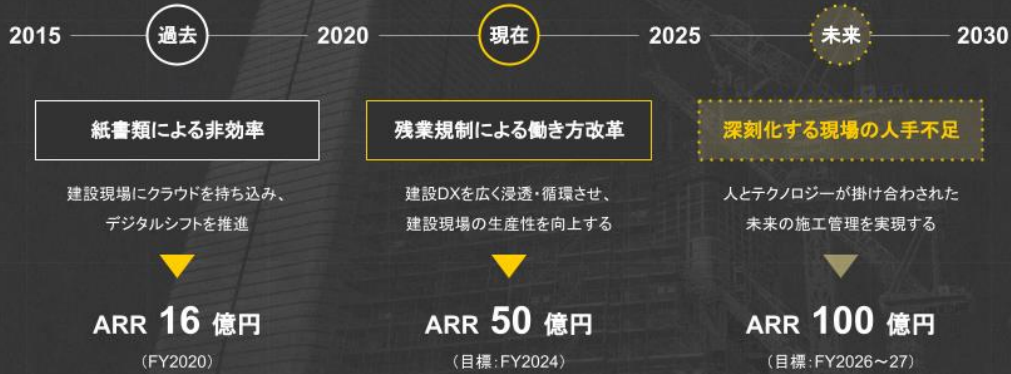 2015 過去 2020 現在 2025 未来 2030
紙書類による非効率
建設現場にクラウドを持ち込み、
デジタルシフトを推進
ARR 16 億円
(FY2020)
残業規制による働き方改革
建設DXを広く浸透・循環させ、
建設現場の生産性を向上する
ARR 50 億円
(目標:FY2024)
深刻化する現場の人手不足
人とテクノロジーが掛け合わされた
未来の施工管理を実現する
ARR 100 億円
(目標:FY2026～27)